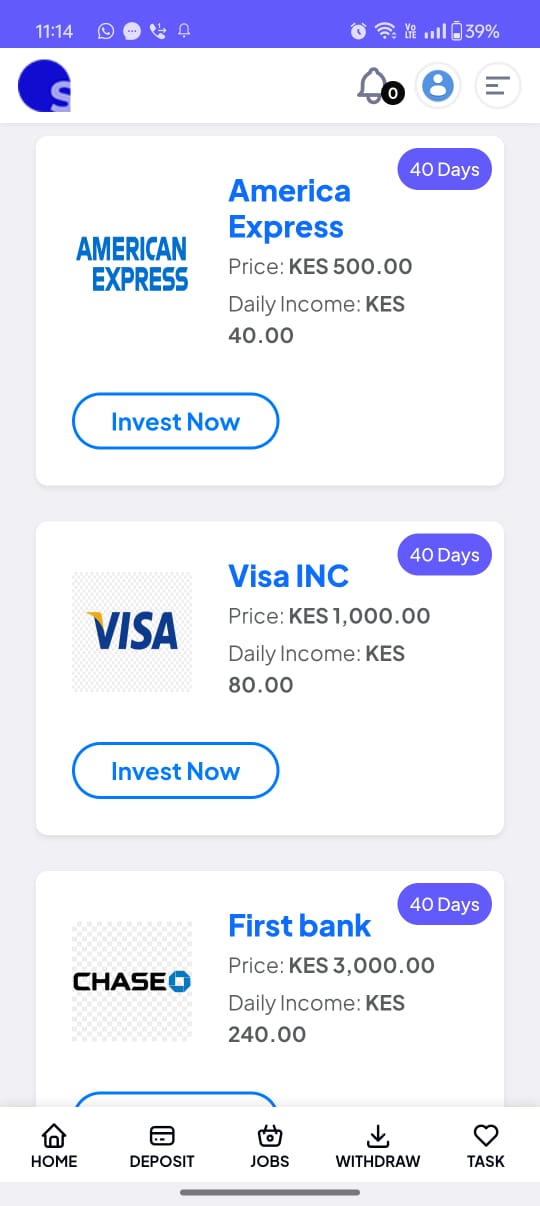 11:14
Vo LTE
39%
S
0
40 Days
America
Express
AMERICAN
EXPRESS
Price: KES 500.00
Daily Income: KES
40.00
Invest Now
40 Days
Visa INC
VISA
Price: KES 1,000.00
Daily Income: KES
80.00
Invest Now
40 Days
First bank
CHASE
Price: KES 3,000.00
Daily Income: KES
240.00
HOME
DEPOSIT
JOBS
WITHDRAW
TASK